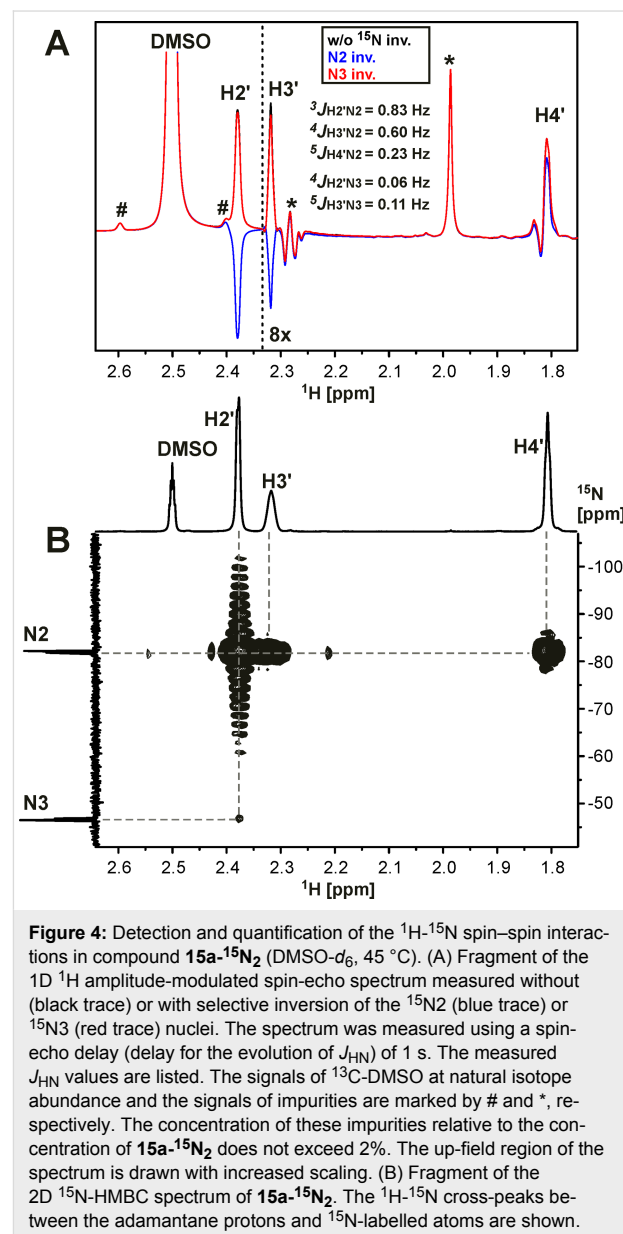 A
DMSO
w/o ¹⁵N inv.
N2 inv.
N3 inv.
*
H2'
H3'
³J_H2'N2 = 0.83 Hz
⁴J_H3'N2 = 0.60 Hz
⁵J_H4'N2 = 0.23 Hz
⁴J_H2'N3 = 0.06 Hz
⁵J_H3'N3 = 0.11 Hz
H4'
#
#
*
8x
2.6 2.5 2.4 2.3 2.2 2.1 2.0 1.9 1.8
¹H [ppm]
H2'
DMSO
H3'
H4'
¹⁵N
[ppm]
B
-100
-90
N2
-80
-70
-60
N3
-50
2.6 2.5 2.4 2.3 2.2 2.1 2.0 1.9 1.8
¹H [ppm]
Figure 4: Detection and quantification of the ¹H-¹⁵N spin–spin interac-
tions in compound 15a-¹⁵N₂ (DMSO-d₆, 45 °C). (A) Fragment of the
1D ¹H amplitude-modulated spin-echo spectrum measured without
(black trace) or with selective inversion of the ¹⁵N2 (blue trace) or
¹⁵N3 (red trace) nuclei. The spectrum was measured using a spin-
echo delay (delay for the evolution of J_HN) of 1 s. The measured
J_HN values are listed. The signals of ¹³C-DMSO at natural isotope
abundance and the signals of impurities are marked by # and *, re-
spectively. The concentration of these impurities relative to the con-
centration of 15a-¹⁵N₂ does not exceed 2%. The up-field region of the
spectrum is drawn with increased scaling. (B) Fragment of the
2D ¹⁵N-HMBC spectrum of 15a-¹⁵N₂. The ¹H-¹⁵N cross-peaks be-
tween the adamantane protons and ¹⁵N-labelled atoms are shown.